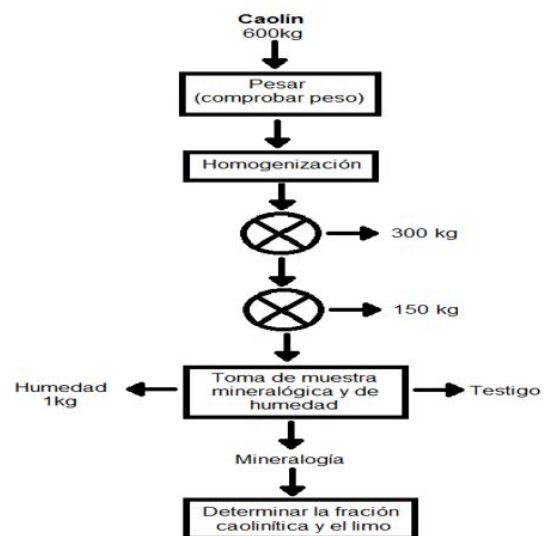 Caolín
600kg
Pesar
(comprobar peso)
Homogenización
300 kg
150 kg
Humedad
1kg
Toma de muestra
mineralógica y de
humedad
Testigo
Mineralogía
Determinar la fracción
caolinítica y el limo